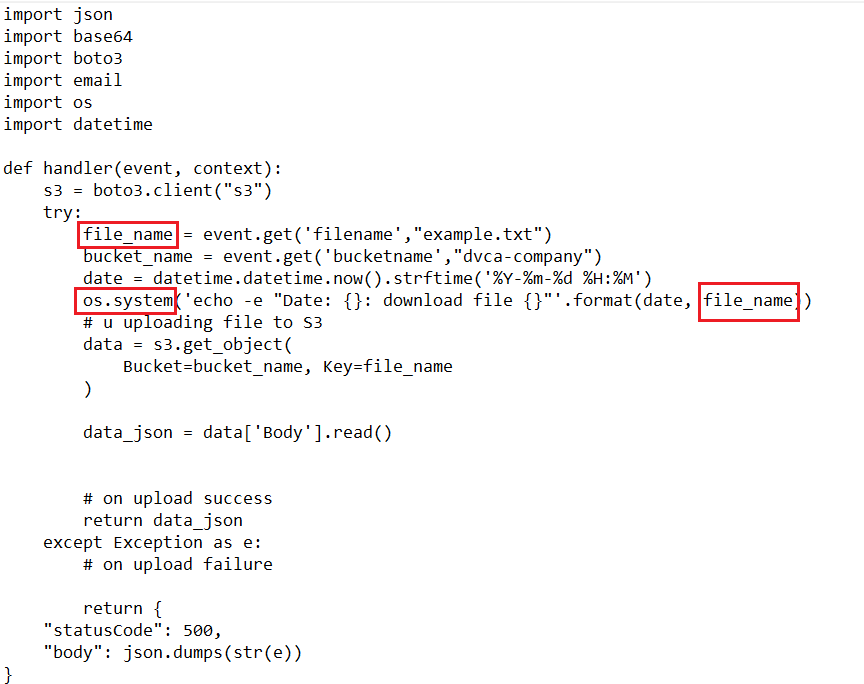 import json
import base64
import boto3
import email
import os
import datetime

def handler(event, context):
    s3 = boto3.client("s3")
    try:
        file_name = event.get('filename',"example.txt")
        bucket_name = event.get('bucketname',"dvca-company")
        date = datetime.datetime.now().strftime('%Y-%m-%d %H:%M')
        os.system('echo -e "Date: {}: download file {}"'.format(date, file_name))
        # u uploading file to S3
        data = s3.get_object(
            Bucket=bucket_name, Key=file_name
        )

        data_json = data['Body'].read()


        # on upload success
        return data_json
    except Exception as e:
        # on upload failure

        return {
    "statusCode": 500,
    "body": json.dumps(str(e))
}